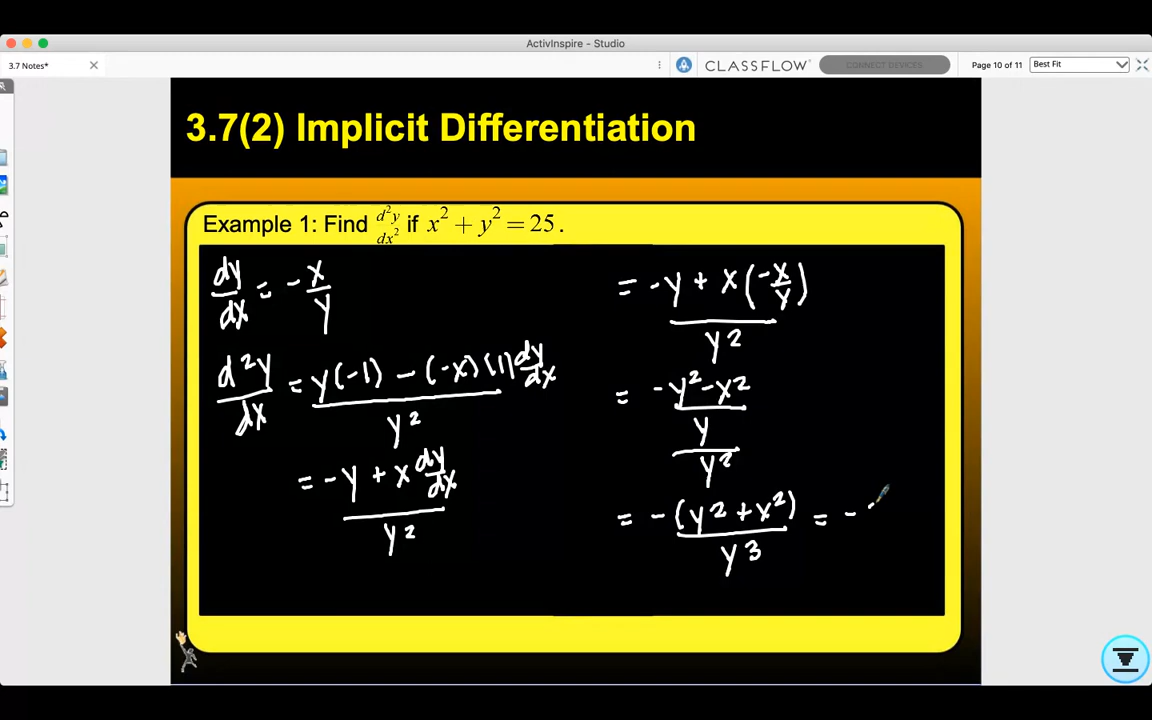 ActivInspire - Studio
3.7 Notes*
CLASSFLOW
CONNECT DEVICES
Page 10 of 11
Best Fit
3.7(2) Implicit Differentiation
Example 1: Find d²y/dx² if x² + y² = 25.
dy/dx = -x/y
d²y/dx = (y(-1) - (-x)(1)dy/dx)/y²
= (-y + x dy/dx)/y²
= (-y + x(-x/y))/y²
= ((-y² - x²)/y)/y²
= -(y² + x²)/y³ = -